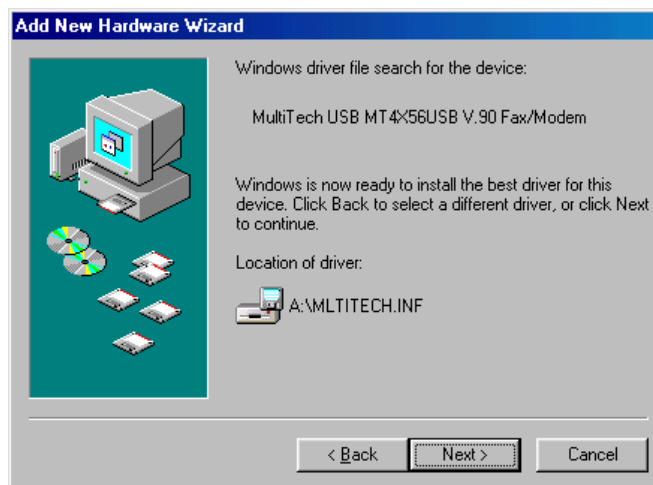 Add New Hardware Wizard
Windows driver file search for the device:
MultiTech USB MT4X56USB V.90 Fax/Modem
Windows is now ready to install the best driver for this
device. Click Back to select a different driver, or click Next
to continue.
Location of driver:
A:\MLTITECH.INF
< Back
Next >
Cancel